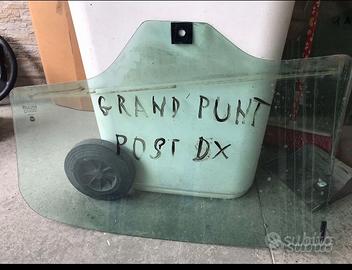 GRAND PUNT
POST DX
subito